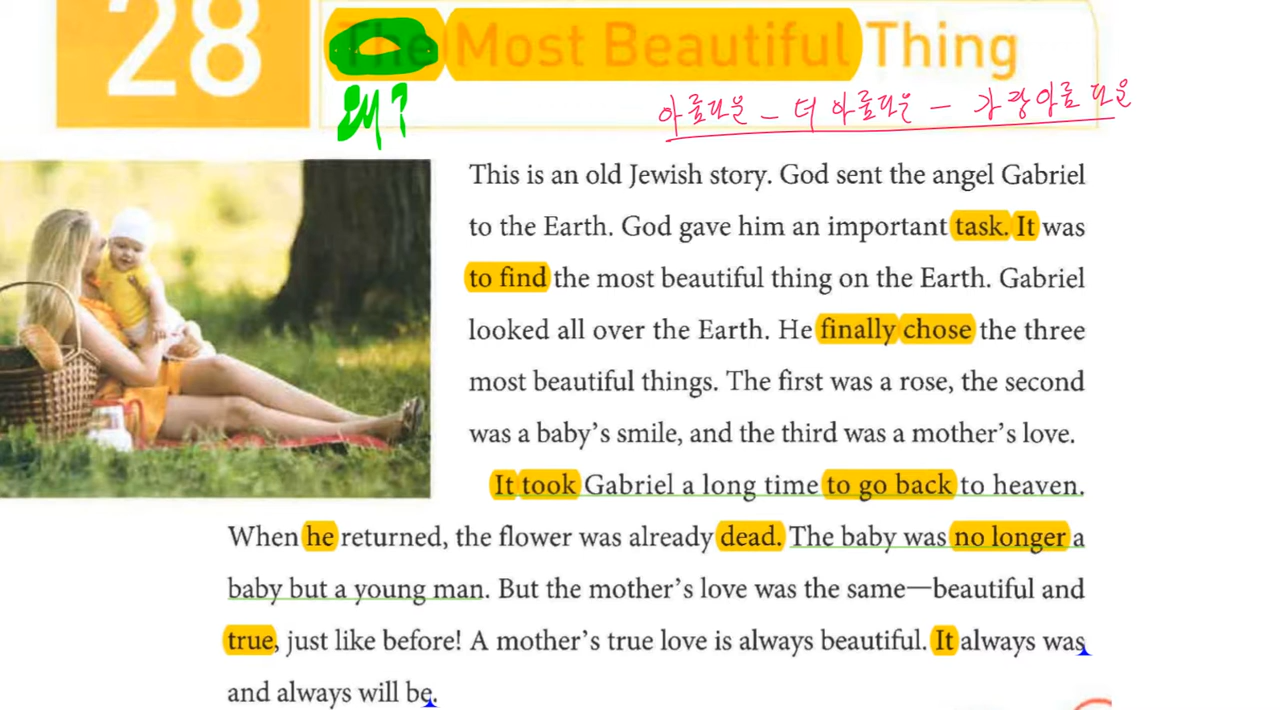 28
The Most Beautiful Thing
왜?
아름다운 – 더 아름다운 – 가장 아름다운
This is an old Jewish story. God sent the angel Gabriel
to the Earth. God gave him an important task. It was
to find the most beautiful thing on the Earth. Gabriel
looked all over the Earth. He finally chose the three
most beautiful things. The first was a rose, the second
was a baby’s smile, and the third was a mother’s love.
It took Gabriel a long time to go back to heaven.
When he returned, the flower was already dead. The baby was no longer a
baby but a young man. But the mother’s love was the same—beautiful and
true, just like before! A mother’s true love is always beautiful. It always was
and always will be.